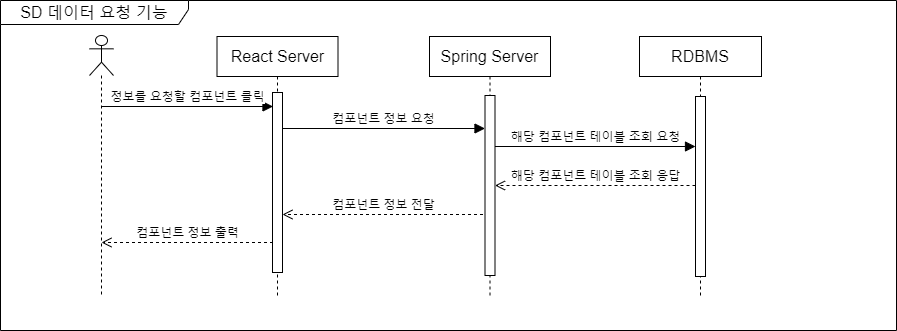 SD 데이터 요청 기능
React Server
Spring Server
RDBMS
정보를 요청할 컴포넌트 클릭
컴포넌트 정보 요청
해당 컴포넌트 테이블 조회 요청
해당 컴포넌트 테이블 조회 응답
컴포넌트 정보 전달
컴포넌트 정보 출력